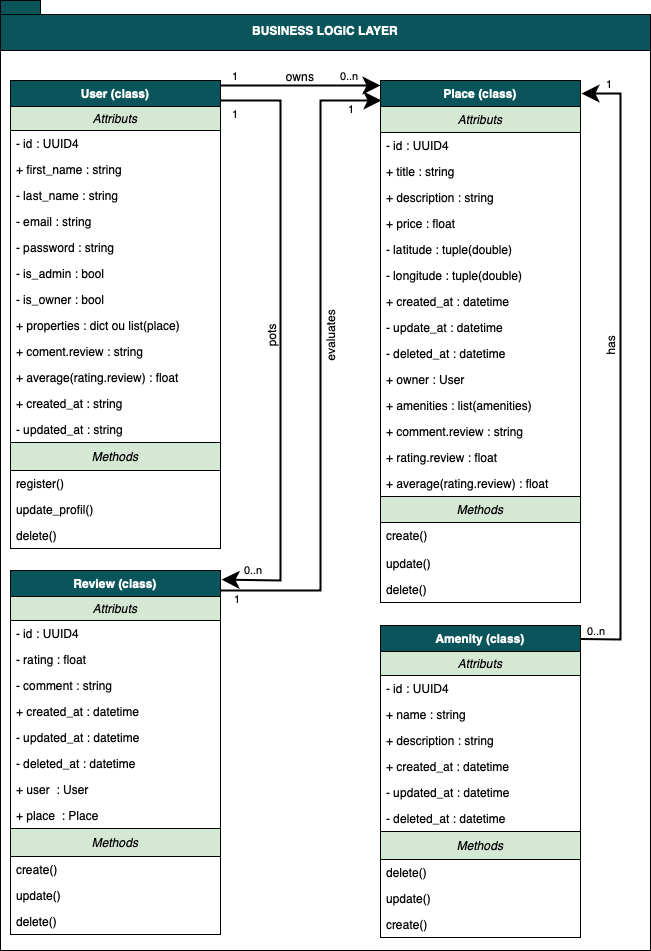 BUSINESS LOGIC LAYER
1
owns
0..n
User (class)
Attributs
- id : UUID4
+ first_name : string
- last_name : string
- email : string
- password : string
- is_admin : bool
- is_owner : bool
+ properties : dict ou list(place)
+ coment.review : string
+ average(rating.review) : float
+ created_at : string
- updated_at : string
Methods
register()
update_profil()
delete()
1
pots
0..n
1
evaluates
1
Place (class)
Attributs
- id : UUID4
+ title : string
+ description : string
+ price : float
- latitude : tuple(double)
- longitude : tuple(double)
+ created_at : datetime
- update_at : datetime
- deleted_at : datetime
+ owner : User
+ amenities : list(amenities)
+ comment.review : string
+ rating.review : float
+ average(rating.review) : float
Methods
create()
update()
delete()
1
has
0..n
Review (class)
Attributs
- id : UUID4
- rating : float
- comment : string
+ created_at : datetime
- updated_at : datetime
- deleted_at : datetime
+ user  : User
+ place  : Place
Methods
create()
update()
delete()
Amenity (class)
Attributs
- id : UUID4
+ name : string
+ description : string
+ created_at : datetime
- updated_at : datetime
- deleted_at : datetime
Methods
delete()
update()
create()